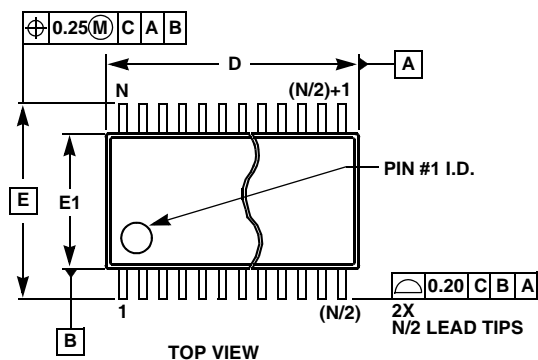 ⌖ 0.25 Ⓜ C A B
D
A
N
(N/2)+1
PIN #1 I.D.
E
E1
1
(N/2)
⌓ 0.20 C B A
2X
N/2 LEAD TIPS
B
TOP VIEW